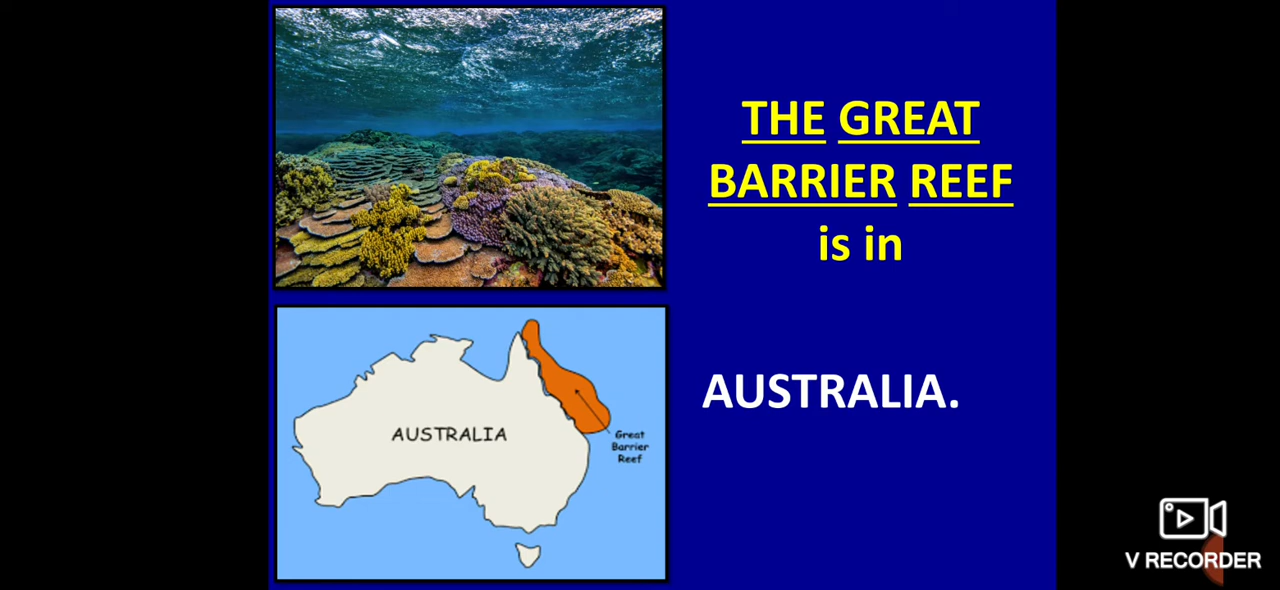 THE GREAT
BARRIER REEF
is in
AUSTRALIA.
AUSTRALIA
Great
Barrier
Reef
V RECORDER